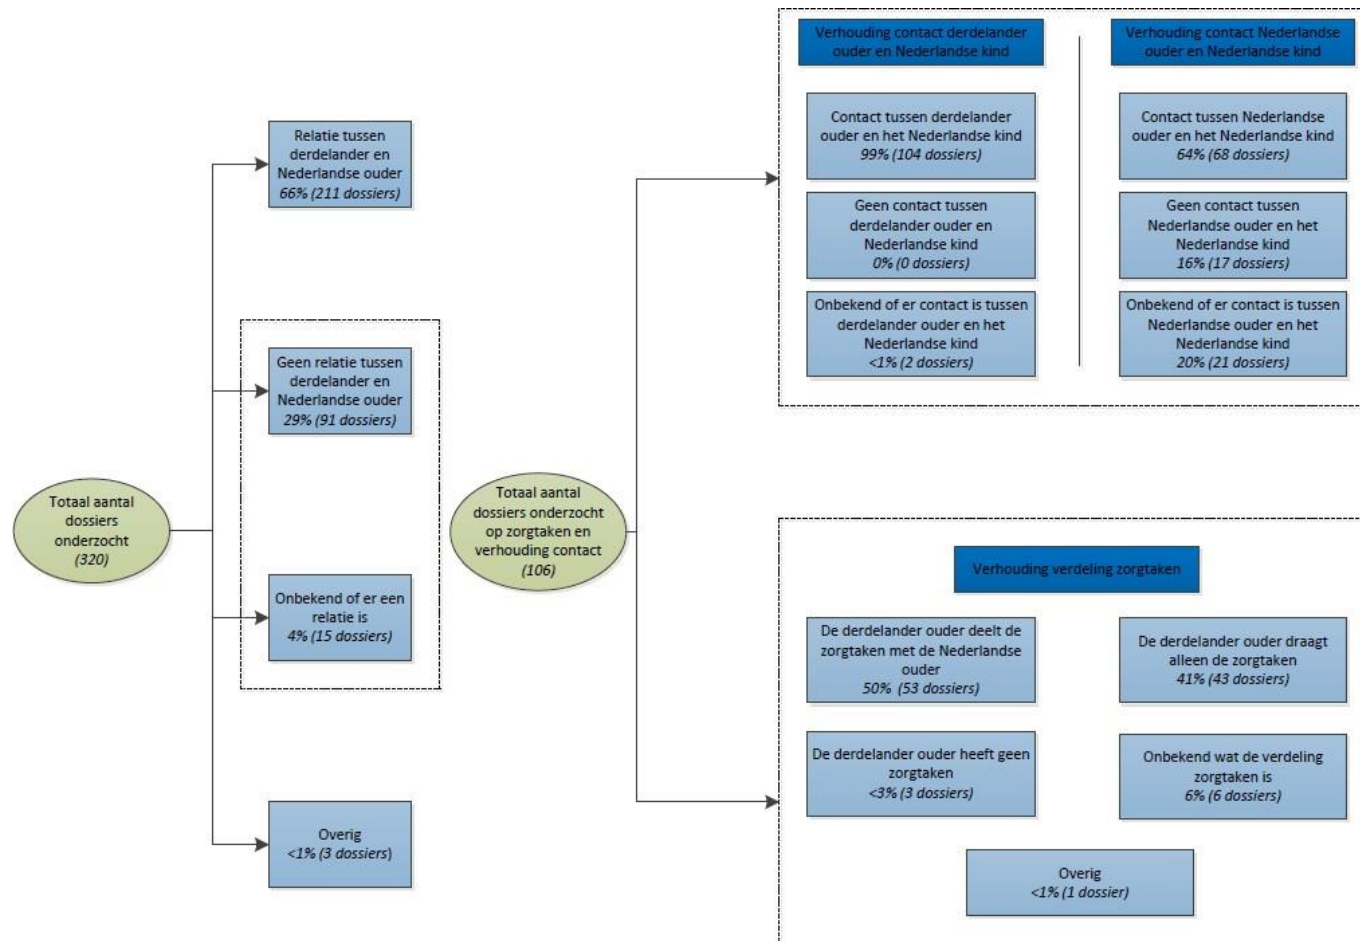 Totaal aantal
dossiers
onderzocht
(320)
Relatie tussen
derdelander en
Nederlandse ouder
66% (211 dossiers)
Geen relatie tussen
derdelander en
Nederlandse ouder
29% (91 dossiers)
Onbekend of er een
relatie is
4% (15 dossiers)
Overig
<1% (3 dossiers)
Totaal aantal
dossiers onderzocht
op zorgtaken en
verhouding contact
(106)
Verhouding contact derdelander
ouder en Nederlandse kind
Contact tussen derdelander
ouder en het Nederlandse kind
99% (104 dossiers)
Geen contact tussen
derdelander ouder en
Nederlandse kind
0% (0 dossiers)
Onbekend of er contact is tussen
derdelander ouder en het
Nederlandse kind
<1% (2 dossiers)
Verhouding contact Nederlandse
ouder en Nederlandse kind
Contact tussen Nederlandse
ouder en het Nederlandse kind
64% (68 dossiers)
Geen contact tussen
Nederlandse ouder en het
Nederlandse kind
16% (17 dossiers)
Onbekend of er contact is tussen
Nederlandse ouder en het
Nederlandse kind
20% (21 dossiers)
Verhouding verdeling zorgtaken
De derdelander ouder deelt de
zorgtaken met de Nederlandse
ouder
50% (53 dossiers)
De derdelander ouder draagt
alleen de zorgtaken
41% (43 dossiers)
De derdelander ouder heeft geen
zorgtaken
<3% (3 dossiers)
Onbekend wat de verdeling
zorgtaken is
6% (6 dossiers)
Overig
<1% (1 dossier)